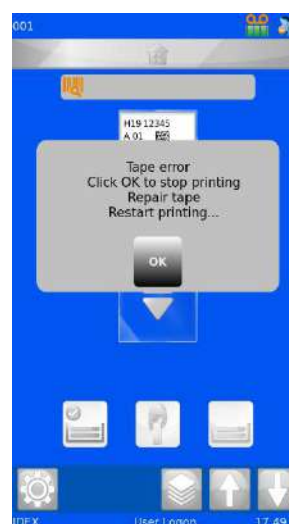 001
H19 12345
A 01
Tape error
Click OK to stop printing
Repair tape
Restart printing...
OK
User Logon
17.49